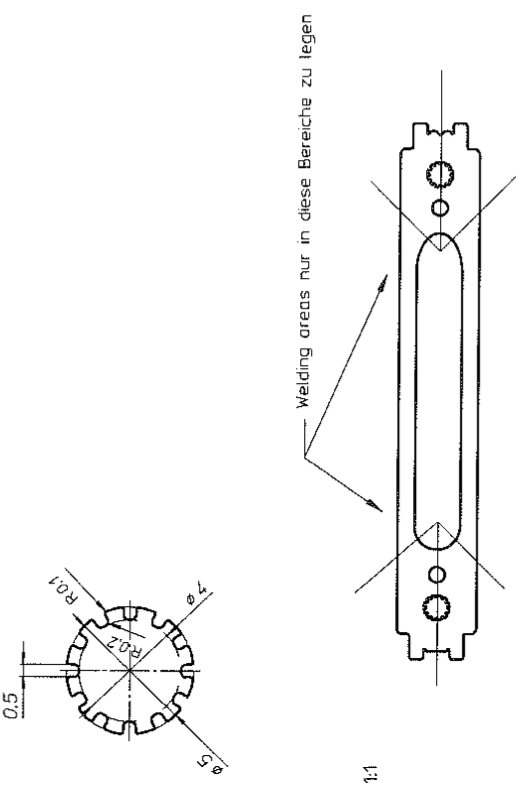 Welding areas nur in diese Bereiche zu legen
0.5
R0.1
R0.2
ø4
ø5
1:1